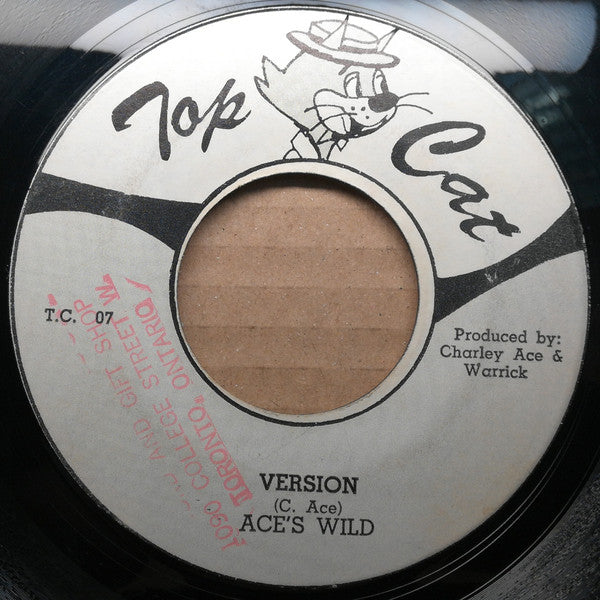 Top Cat
T.C. 07
Produced by:
Charley Ace &
Warrick
AND GIFT SHOP
1090 COLLEGE STREET W.
TORONTO, ONTARIO
VERSION
(C. Ace)
ACE'S WILD